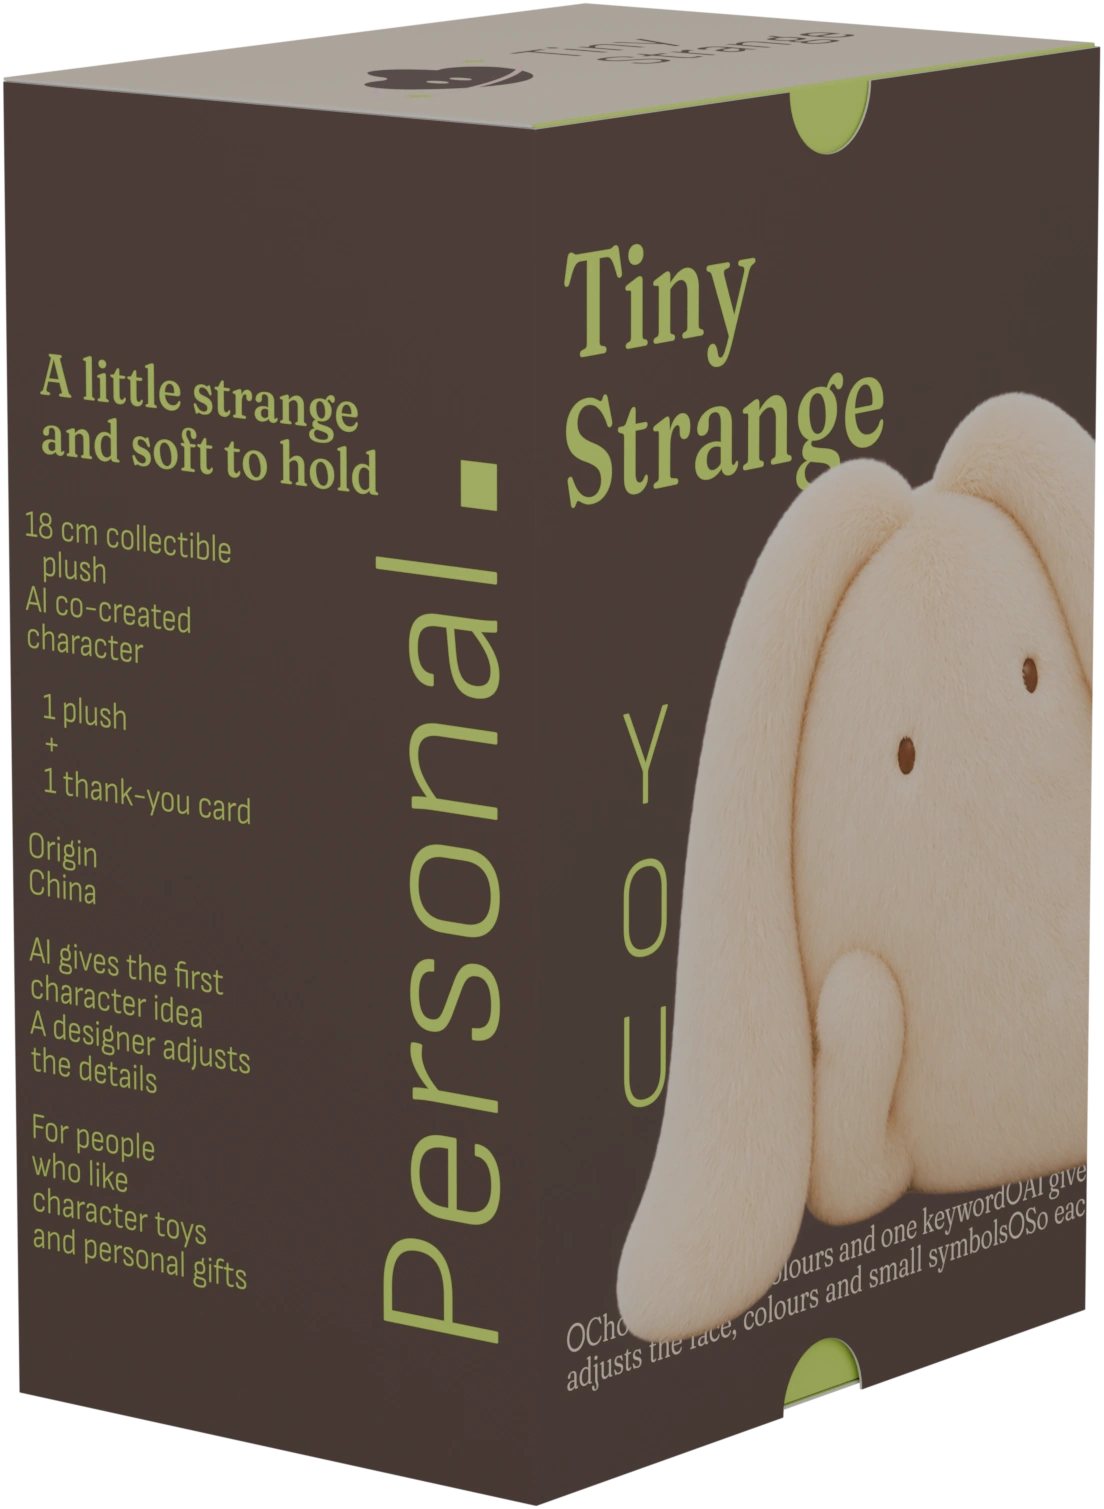 Tiny
Strange
A little strange
and soft to hold
18 cm collectible
plush
AI co-created
character
1 plush
+
1 thank-you card
Origin
China
AI gives the first
character idea
A designer adjusts
the details
For people
who like
character toys
and personal gifts
Personal.
Tiny
Strange
YOU
and one keywordOAI give
adjusts the face, colours and small symbolsOSo